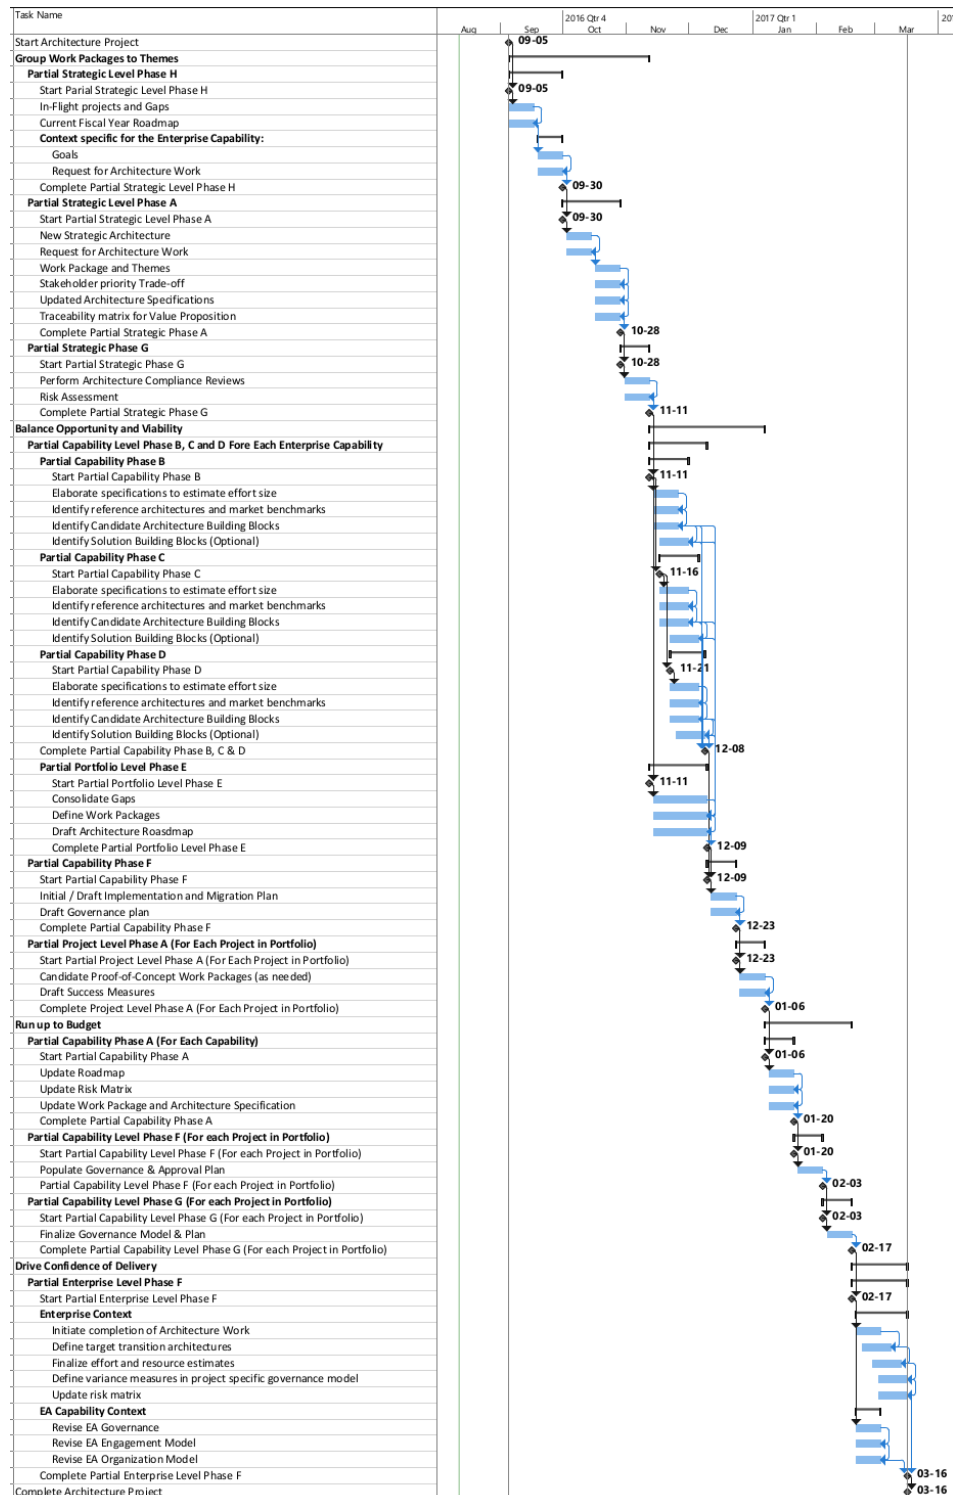 Task Name
2016 Qtr 4
2017 Qtr 1
201
Aug
Sep
Oct
Nov
Dec
Jan
Feb
Mar
Start Architecture Project
09-05
Group Work Packages to Themes
Partial Strategic Level Phase H
Start Parial Strategic Level Phase H
09-05
In-Flight projects and Gaps
Current Fiscal Year Roadmap
Context specific for the Enterprise Capability:
Goals
Request for Architecture Work
Complete Partial Strategic Level Phase H
09-30
Partial Strategic Level Phase A
Start Partial Strategic Level Phase A
09-30
New Strategic Architecture
Request for Architecture Work
Work Package and Themes
Stakeholder priority Trade-off
Updated Architecture Specifications
Traceability matrix for Value Proposition
Complete Partial Strategic Phase A
10-28
Partial Strategic Phase G
Start Partial Strategic Phase G
10-28
Perform Architecture Compliance Reviews
Risk Assessment
Complete Partial Strategic Phase G
11-11
Balance Opportunity and Viability
Partial Capability Level Phase B, C and D Fore Each Enterprise Capability
Partial Capability Phase B
Start Partial Capability Phase B
11-11
Elaborate specifications to estimate effort size
Identify reference architectures and market benchmarks
Identify Candidate Architecture Building Blocks
Identify Solution Building Blocks (Optional)
Partial Capability Phase C
Start Partial Capability Phase C
11-16
Elaborate specifications to estimate effort size
Identify reference architectures and market benchmarks
Identify Candidate Architecture Building Blocks
Identify Solution Building Blocks (Optional)
Partial Capability Phase D
Start Partial Capability Phase D
11-21
Elaborate specifications to estimate effort size
Identify reference architectures and market benchmarks
Identify Candidate Architecture Building Blocks
Identify Solution Building Blocks (Optional)
Complete Partial Capability Phase B, C & D
12-08
Partial Portfolio Level Phase E
Start Partial Portfolio Level Phase E
11-11
Consolidate Gaps
Define Work Packages
Draft Architecture Roasdmap
Complete Partial Portfolio Level Phase E
12-09
Partial Capability Phase F
Start Partial Capability Phase F
12-09
Initial / Draft Implementation and Migration Plan
Draft Governance plan
Complete Partial Capability Phase F
12-23
Partial Project Level Phase A (For Each Project in Portfolio)
Start Partial Project Level Phase A (For Each Project in Portfolio)
12-23
Candidate Proof-of-Concept Work Packages (as needed)
Draft Success Measures
Complete Project Level Phase A (For Each Project in Portfolio)
01-06
Run up to Budget
Partial Capability Phase A (For Each Capability)
Start Partial Capability Phase A
01-06
Update Roadmap
Update Risk Matrix
Update Work Package and Architecture Specification
Complete Partial Capability Phase A
01-20
Partial Capability Level Phase F (For each Project in Portfolio)
Start Partial Capability Level Phase F (For each Project in Portfolio)
01-20
Populate Governance & Approval Plan
Partial Capability Level Phase F (For each Project in Portfolio)
02-03
Partial Capability Level Phase G (For each Project in Portfolio)
Start Partial Capability Level Phase G (For each Project in Portfolio)
02-03
Finalize Governance Model & Plan
Complete Partial Capability Level Phase G (For each Project in Portfolio)
02-17
Drive Confidence of Delivery
Partial Enterprise Level Phase F
Start Partial Enterprise Level Phase F
02-17
Enterprise Context
Initiate completion of Architecture Work
Define target transition architectures
Finalize effort and resource estimates
Define variance measures in project specific governance model
Update risk matrix
EA Capability Context
Revise EA Governance
Revise EA Engagement Model
Revise EA Organization Model
Complete Partial Enterprise Level Phase F
03-16
Complete Architecture Project
03-16